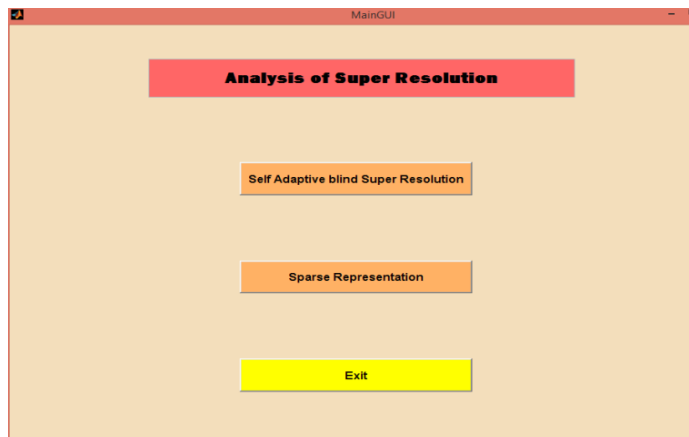 MainGUI
Analysis of Super Resolution
Self Adaptive blind Super Resolution
Sparse Representation
Exit